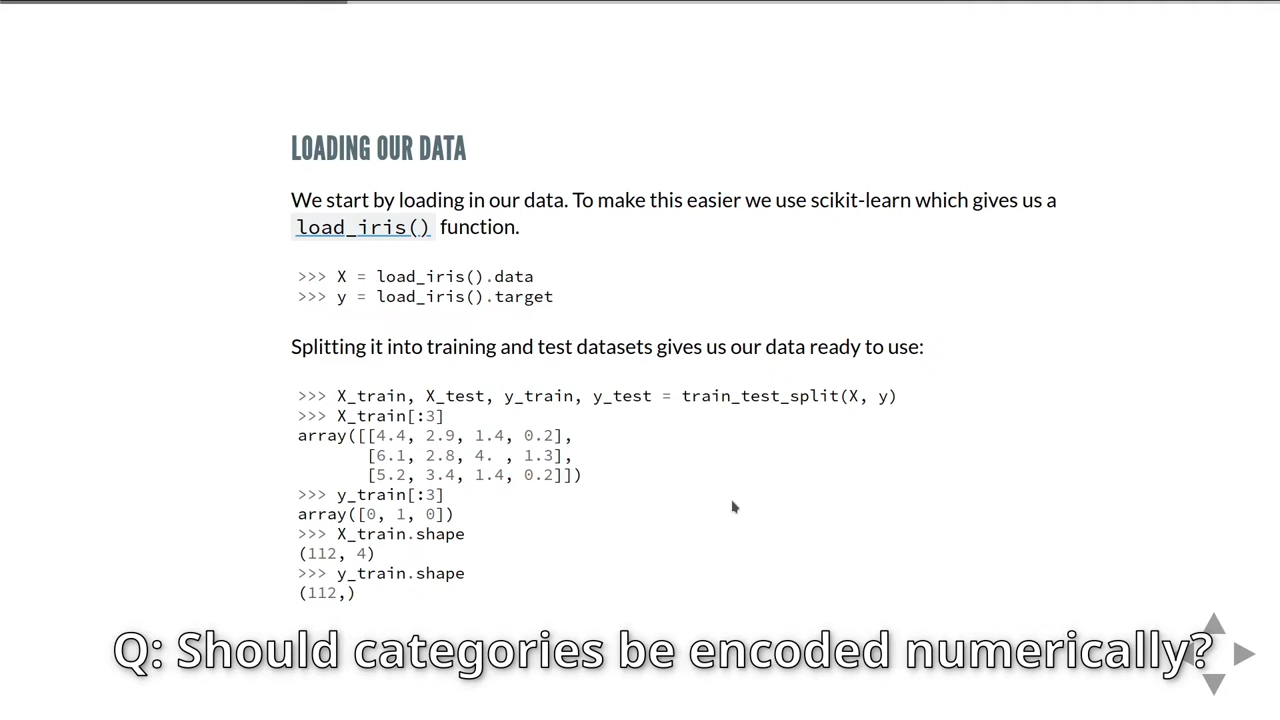 LOADING OUR DATA
We start by loading in our data. To make this easier we use scikit-learn which gives us a
load_iris() function.
>>> X = load_iris().data
>>> y = load_iris().target
Splitting it into training and test datasets gives us our data ready to use:
>>> X_train, X_test, y_train, y_test = train_test_split(X, y)
>>> X_train[:3]
array([[4.4, 2.9, 1.4, 0.2],
       [6.1, 2.8, 4. , 1.3],
       [5.2, 3.4, 1.4, 0.2]])
>>> y_train[:3]
array([0, 1, 0])
>>> X_train.shape
(112, 4)
>>> y_train.shape
(112,)
Q: Should categories be encoded numerically?